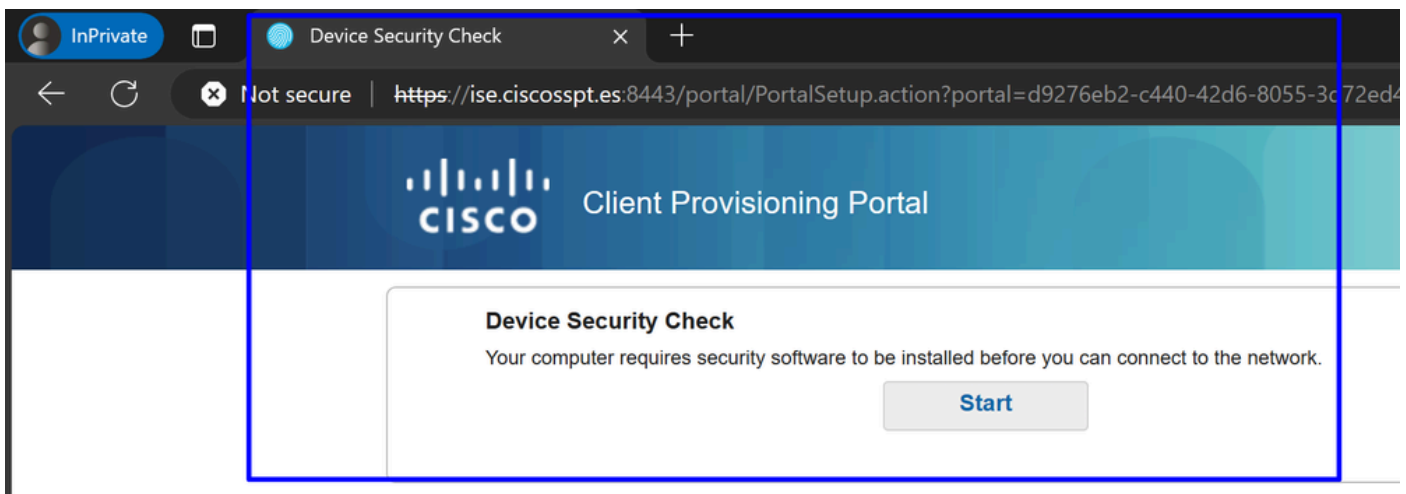 InPrivate
Device Security Check
Not secure
https://ise.ciscosspt.es:8443/portal/PortalSetup.action?portal=d9276eb2-c440-42d6-8055-3d72ed4
CISCO
Client Provisioning Portal
Device Security Check
Your computer requires security software to be installed before you can connect to the network.
Start